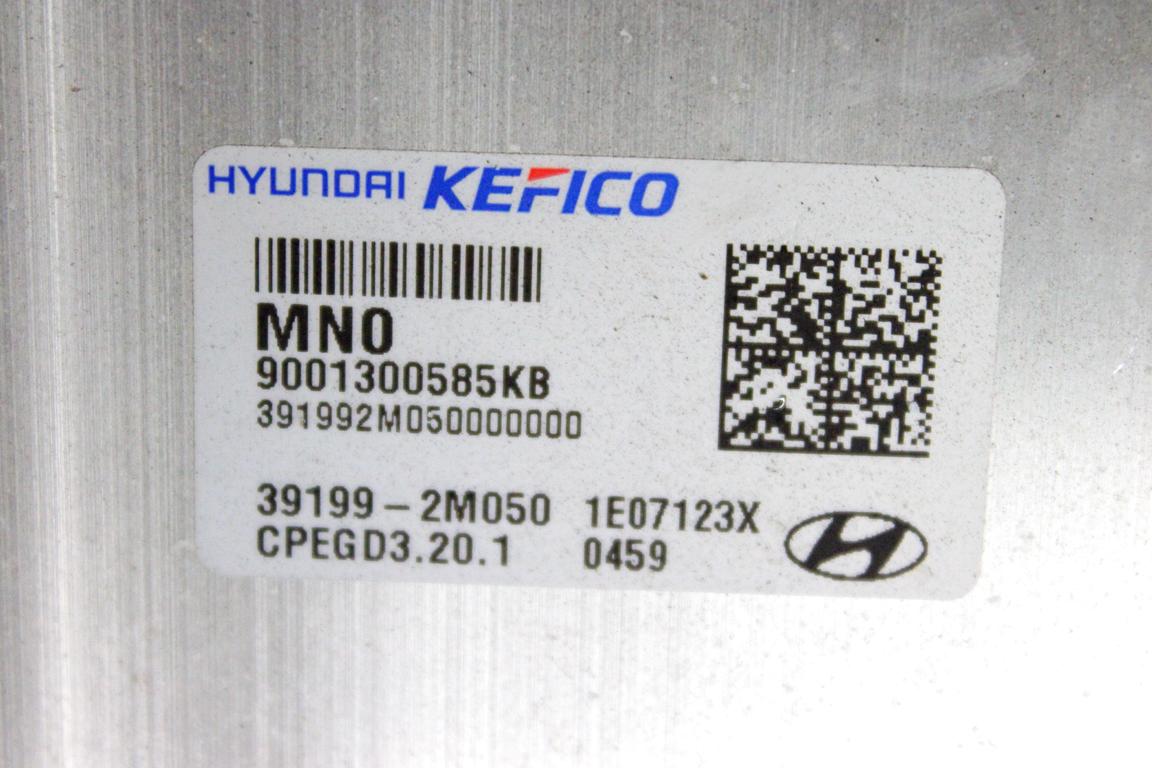 HYUNDAI KEFICO
MN0
9001300585KB
391992M050000000
39199-2M050 1E07123X
CPEGD3.20.1 0459